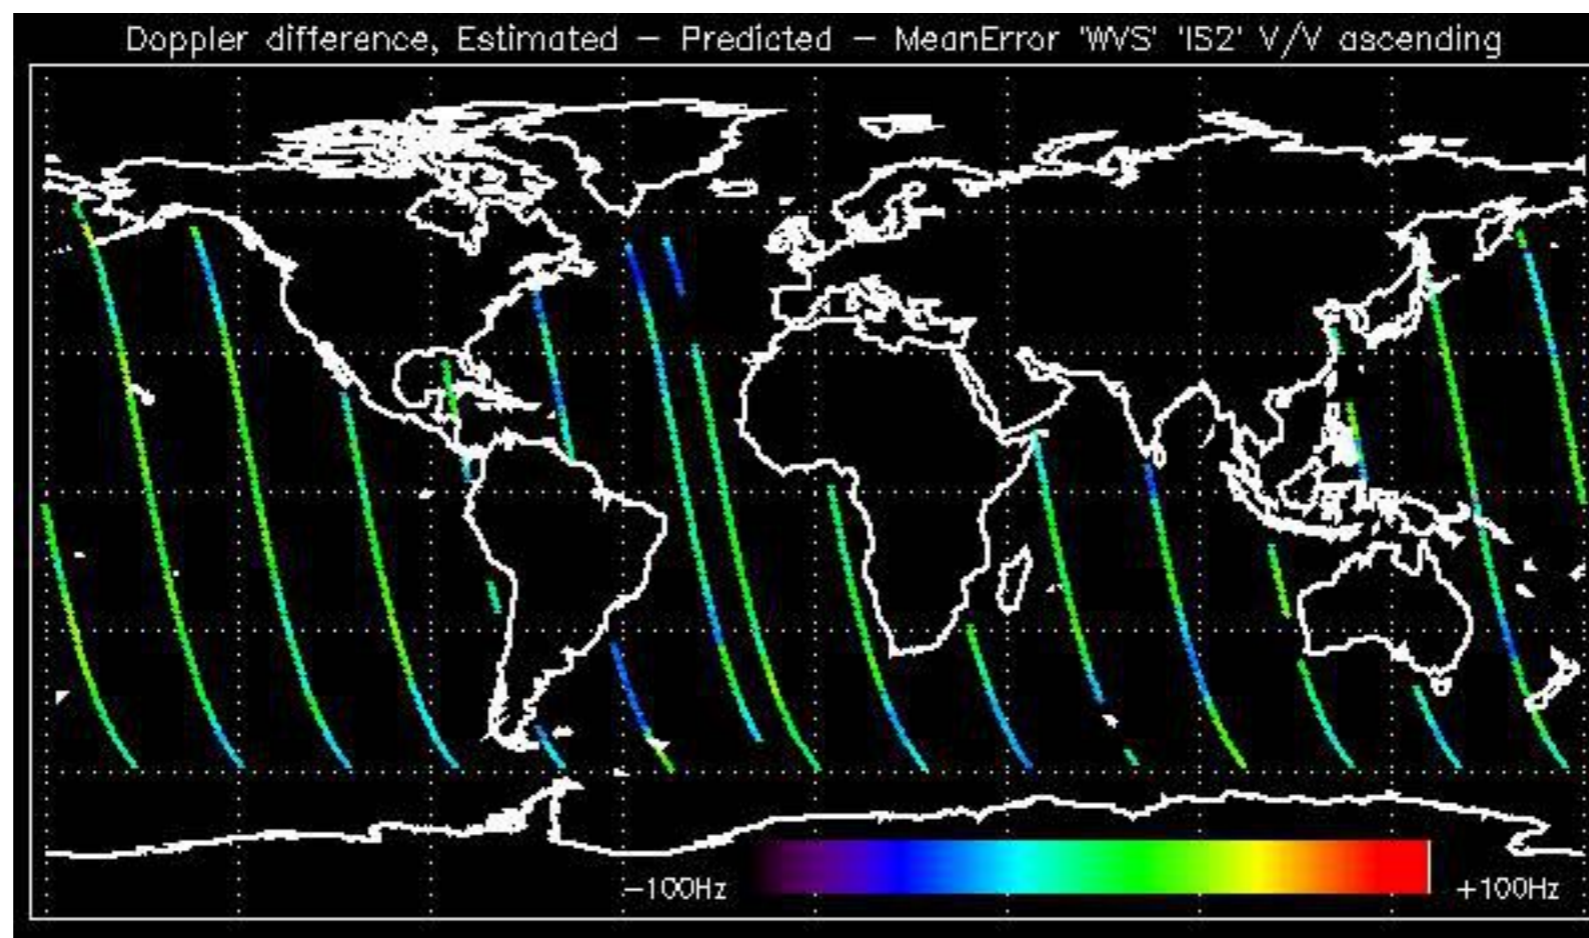 Doppler difference, Estimated – Predicted – MeanError 'WVS' 'IS2' V/V ascending
–100Hz
+100Hz